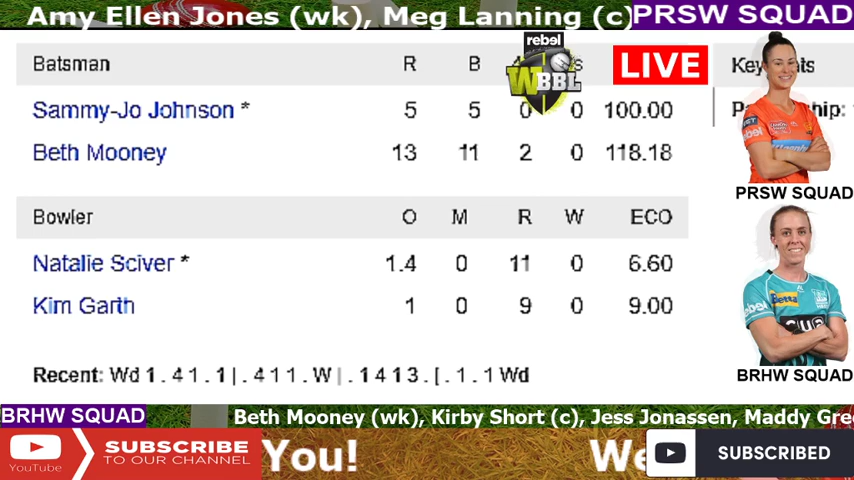 Amy Ellen Jones (wk), Meg Lanning (c)
PRSW SQUAD
Batsman R B
rebel
WBBL
LIVE
Sammy-Jo Johnson * 5 5 0 0 100.00
Beth Mooney 13 11 2 0 118.18
PRSW SQUAD
Bowler O M R W ECO
Natalie Sciver * 1.4 0 11 0 6.60
Kim Garth 1 0 9 0 9.00
Betta
BRHW SQUAD
Recent: Wd 1 . 4 1 . 1 | . 4 1 1 . W | . 1 4 1 3 . [ . 1 . 1 Wd
BRHW SQUAD
Beth Mooney (wk), Kirby Short (c), Jess Jonassen, Maddy Gre
YouTube
SUBSCRIBE
TO OUR CHANNEL
You!
We
SUBSCRIBED